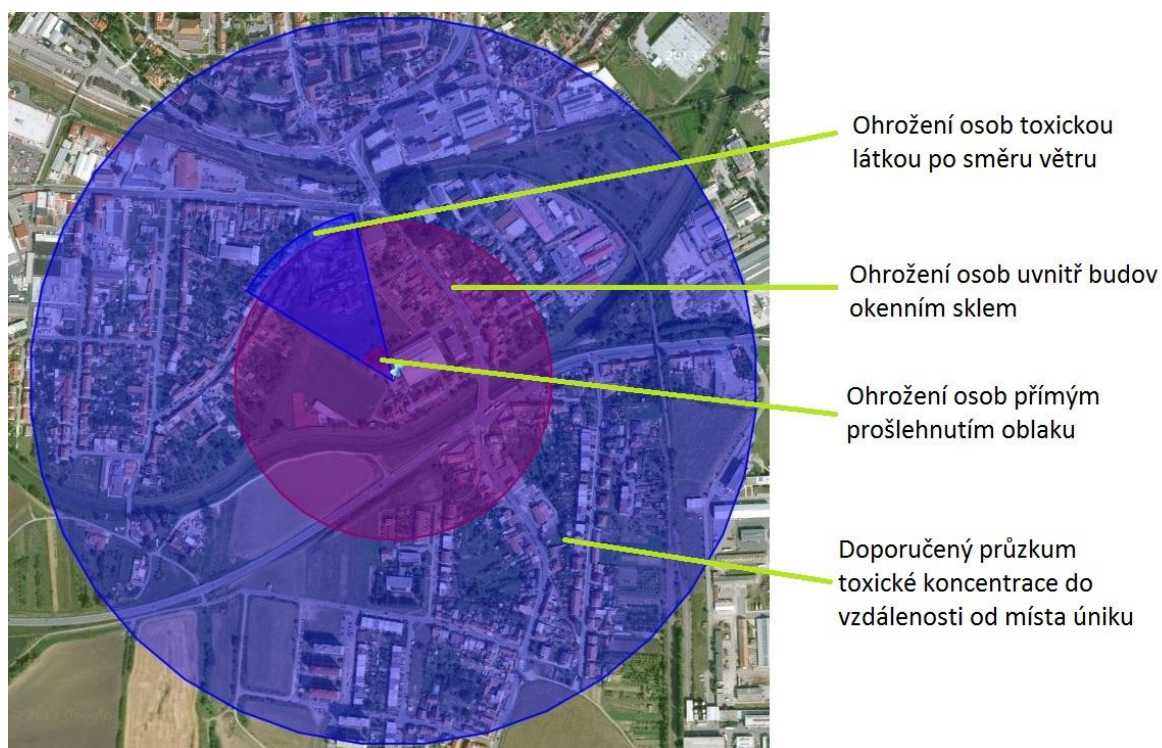 Ohrožení osob toxickou
látkou po směru větru
Ohrožení osob uvnitř budov
okenním sklem
Ohrožení osob přímým
prošlehnutím oblaku
Doporučený průzkum
toxické koncentrace do
vzdálenosti od místa úniku